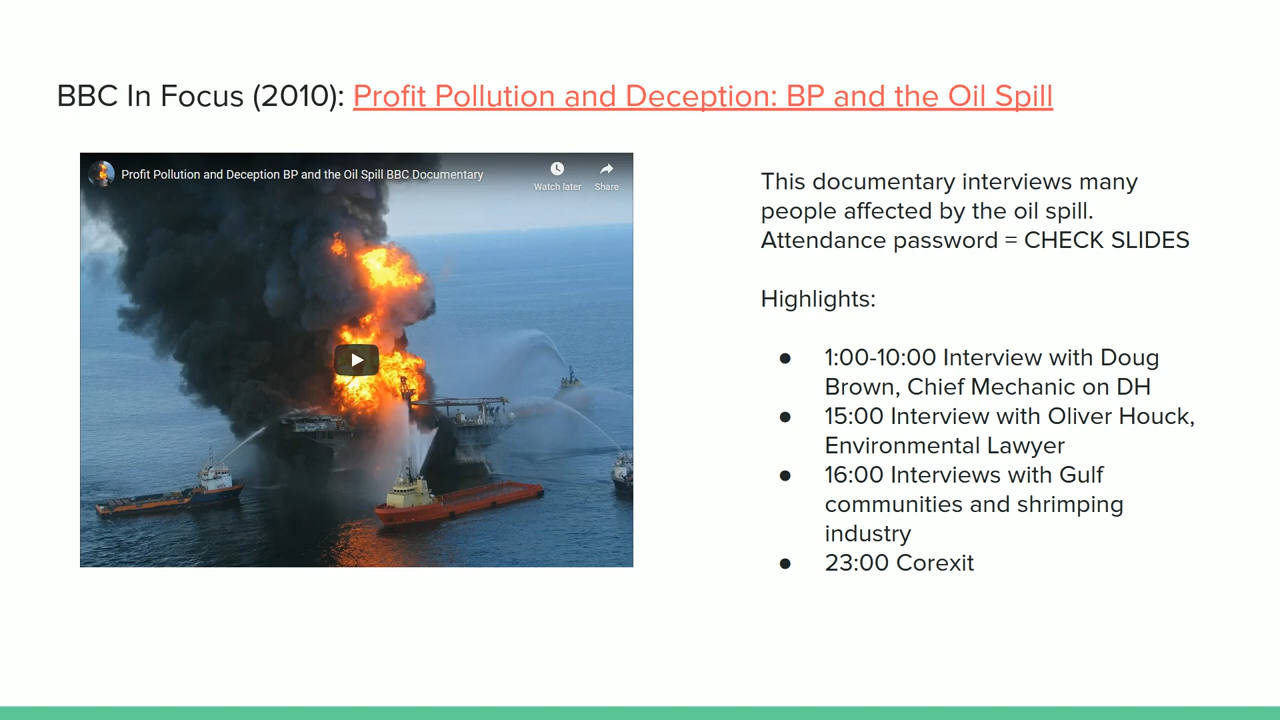 BBC In Focus (2010): Profit Pollution and Deception: BP and the Oil Spill
Profit Pollution and Deception BP and the Oil Spill BBC Documentary
Watch later
Share
This documentary interviews many
people affected by the oil spill.
Attendance password = CHECK SLIDES
Highlights:
● 1:00-10:00 Interview with Doug
Brown, Chief Mechanic on DH
● 15:00 Interview with Oliver Houck,
Environmental Lawyer
● 16:00 Interviews with Gulf
communities and shrimping
industry
● 23:00 Corexit